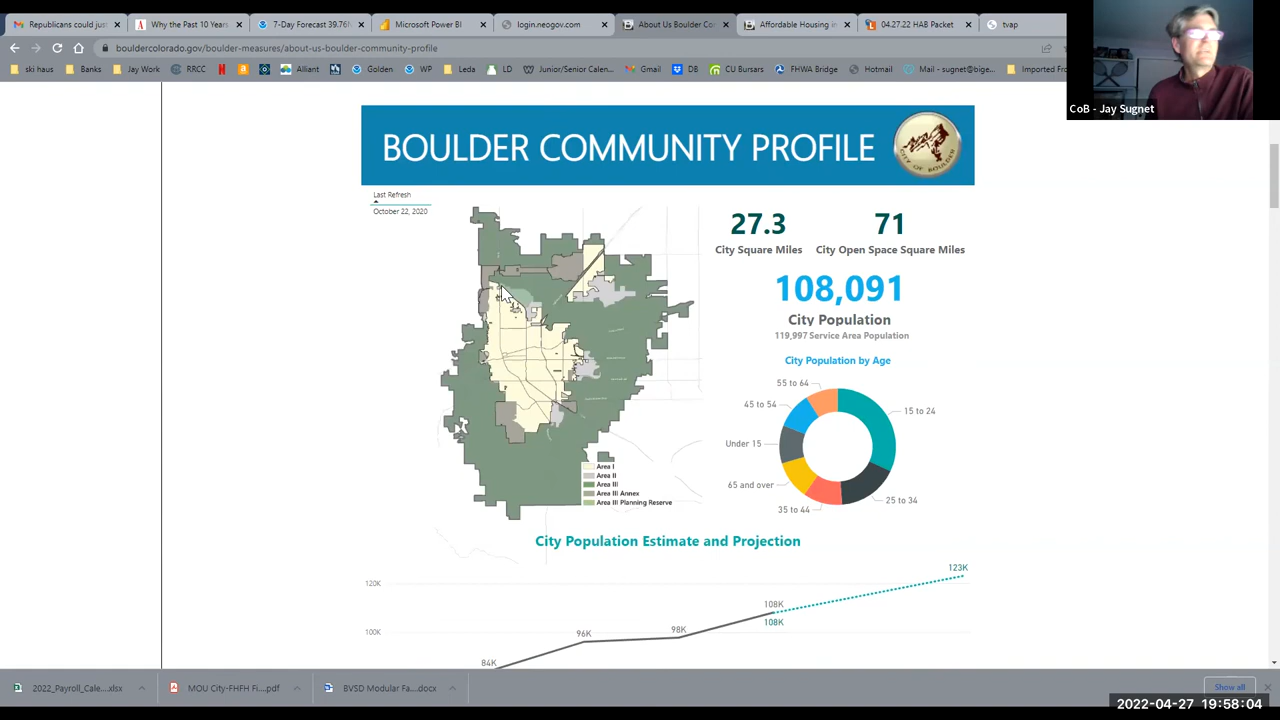 Republicans could jus
Why the Past 10 Years
7-Day Forecast 39.76N
Microsoft Power BI
login.neogov.com
About Us Boulder Co
Affordable Housing in
04.27.22 HAB Packet
tvap
bouldercolorado.gov/boulder-measures/about-us-boulder-community-profile
ski haus
Banks
Jay Work
RRCC
Alliant
Golden
WP
Leda
LD
Junior/Senior Calen...
Gmail
DB
CU Bursars
FHWA Bridge
Hotmail
Mail - sugnet@bige...
Imported Fro
CoB - Jay Sugnet
BOULDER COMMUNITY PROFILE
CITY OF BOULDER
Last Refresh
October 22, 2020
27.3
City Square Miles
71
City Open Space Square Miles
108,091
City Population
119,997 Service Area Population
City Population by Age
55 to 64
45 to 54
15 to 24
Under 15
65 and over
25 to 34
35 to 44
Area I
Area II
Area III
Area III Annex
Area III Planning Reserve
City Population Estimate and Projection
120K
100K
84K
96K
98K
108K
108K
123K
2022_Payroll_Cale....xlsx
MOU City-FHFH Fi....pdf
BVSD Modular Fa....docx
Show all
2022-04-27 19:58:04